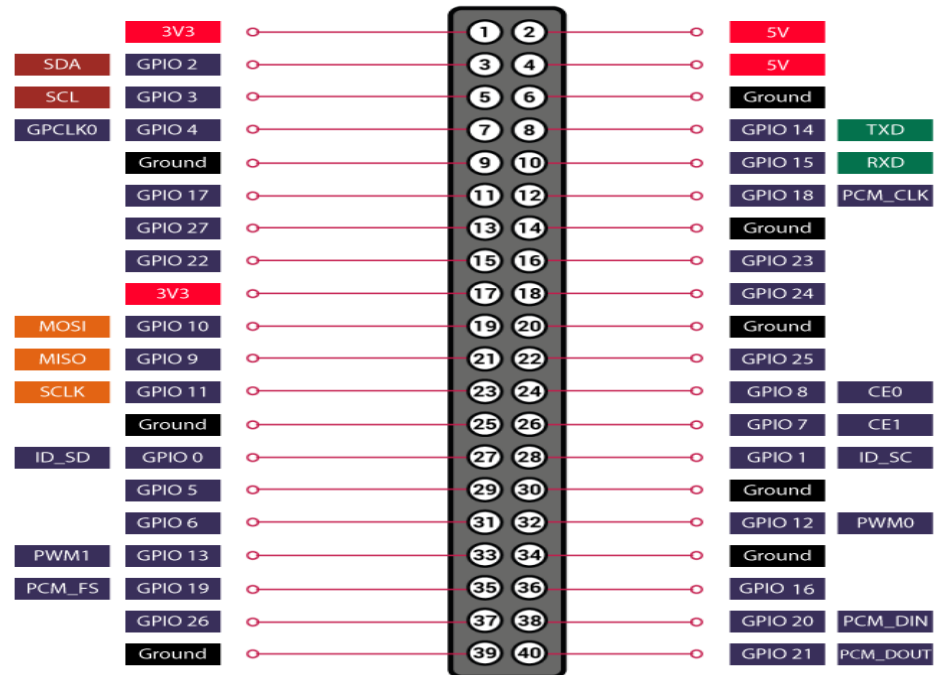 3V3 1 2 5V
SDA GPIO 2 3 4 5V
SCL GPIO 3 5 6 Ground
GPCLK0 GPIO 4 7 8 GPIO 14 TXD
Ground 9 10 GPIO 15 RXD
GPIO 17 11 12 GPIO 18 PCM_CLK
GPIO 27 13 14 Ground
GPIO 22 15 16 GPIO 23
3V3 17 18 GPIO 24
MOSI GPIO 10 19 20 Ground
MISO GPIO 9 21 22 GPIO 25
SCLK GPIO 11 23 24 GPIO 8 CE0
Ground 25 26 GPIO 7 CE1
ID_SD GPIO 0 27 28 GPIO 1 ID_SC
GPIO 5 29 30 Ground
GPIO 6 31 32 GPIO 12 PWM0
PWM1 GPIO 13 33 34 Ground
PCM_FS GPIO 19 35 36 GPIO 16
GPIO 26 37 38 GPIO 20 PCM_DIN
Ground 39 40 GPIO 21 PCM_DOUT